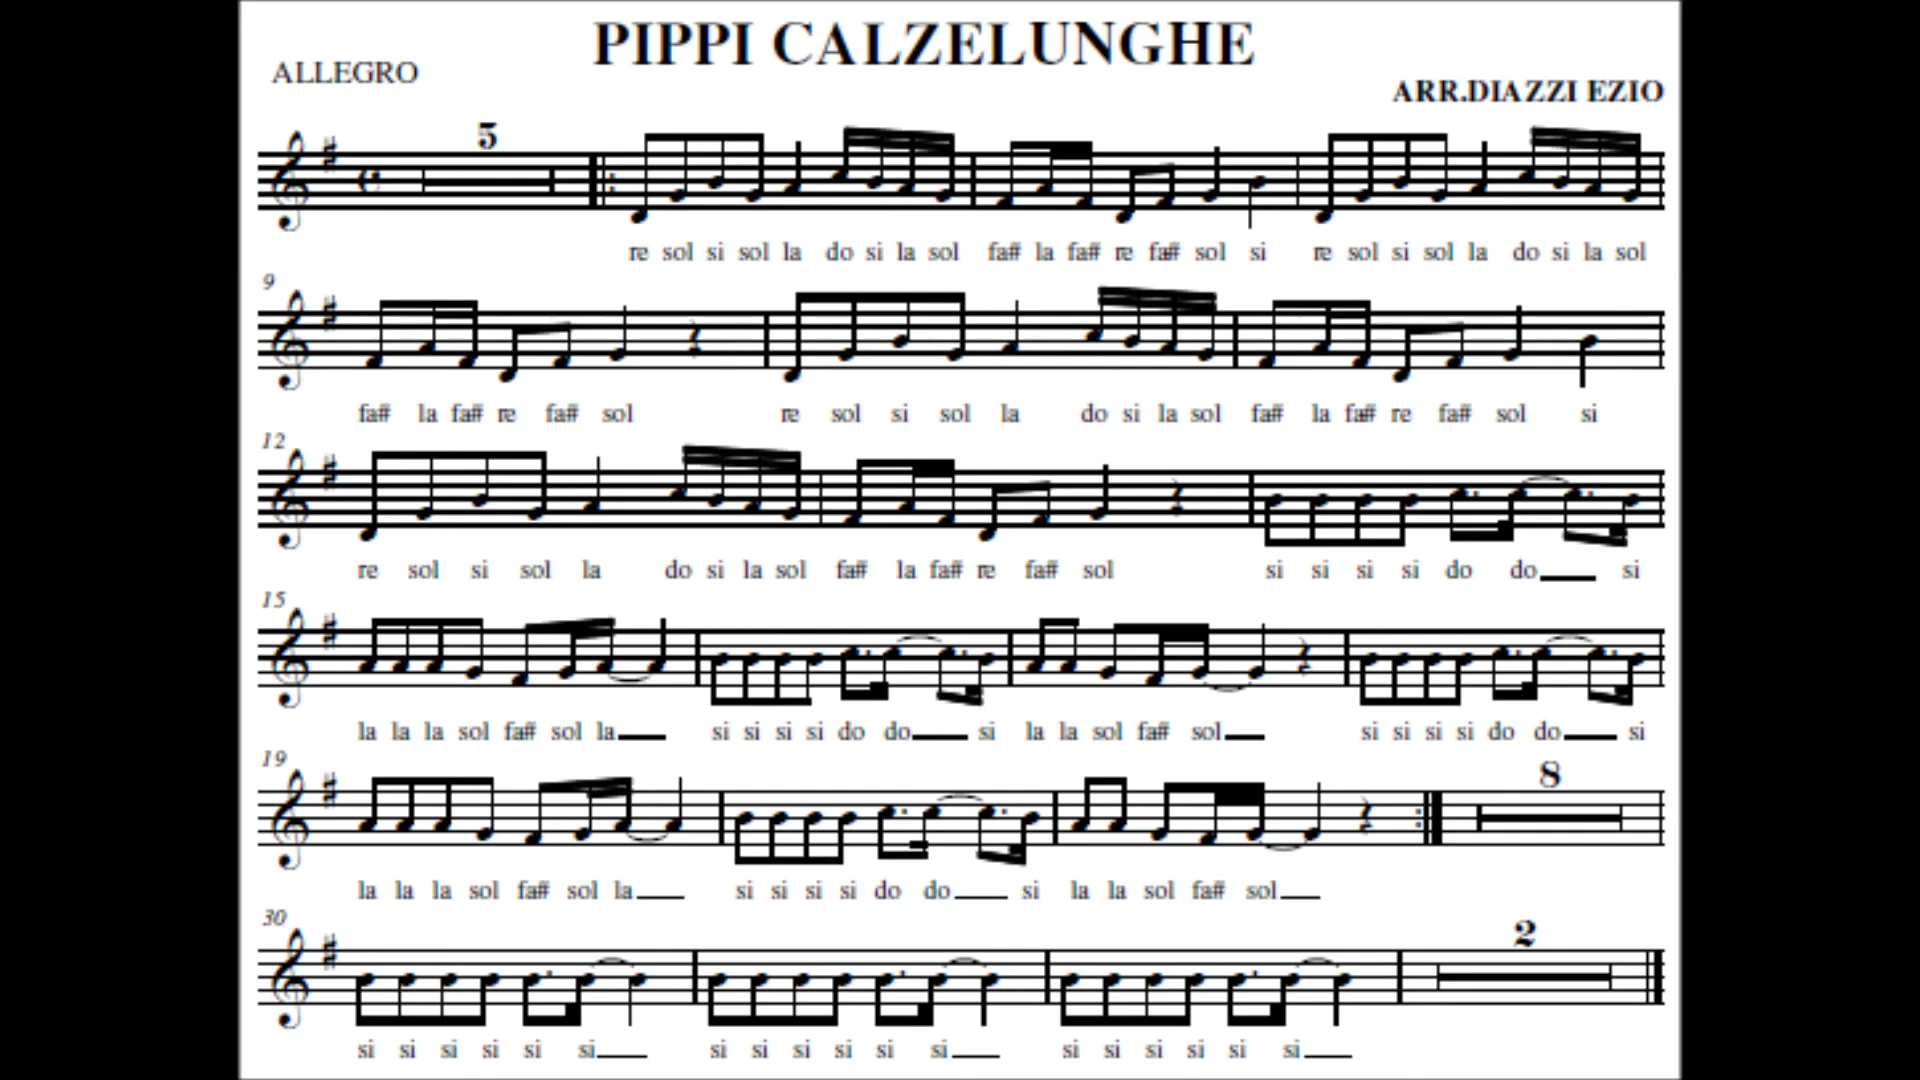 PIPPI CALZELUNGHE
ALLEGRO
ARR.DIAZZI EZIO
5
re sol si sol la do si la sol fa# la fa# re fa# sol si re sol si sol la do si la sol
9
fa# la fa# re fa# sol re sol si sol la do si la sol fa# la fa# re fa# sol si
12
re sol si sol la do si la sol fa# la fa# re fa# sol si si si si do do si
15
la la la sol fa# sol la si si si si do do si la la sol fa# sol si si si si do do si
19
8
la la la sol fa# sol la si si si si do do si la la sol fa# sol
30
2
si si si si si si si si si si si si si si si si si si